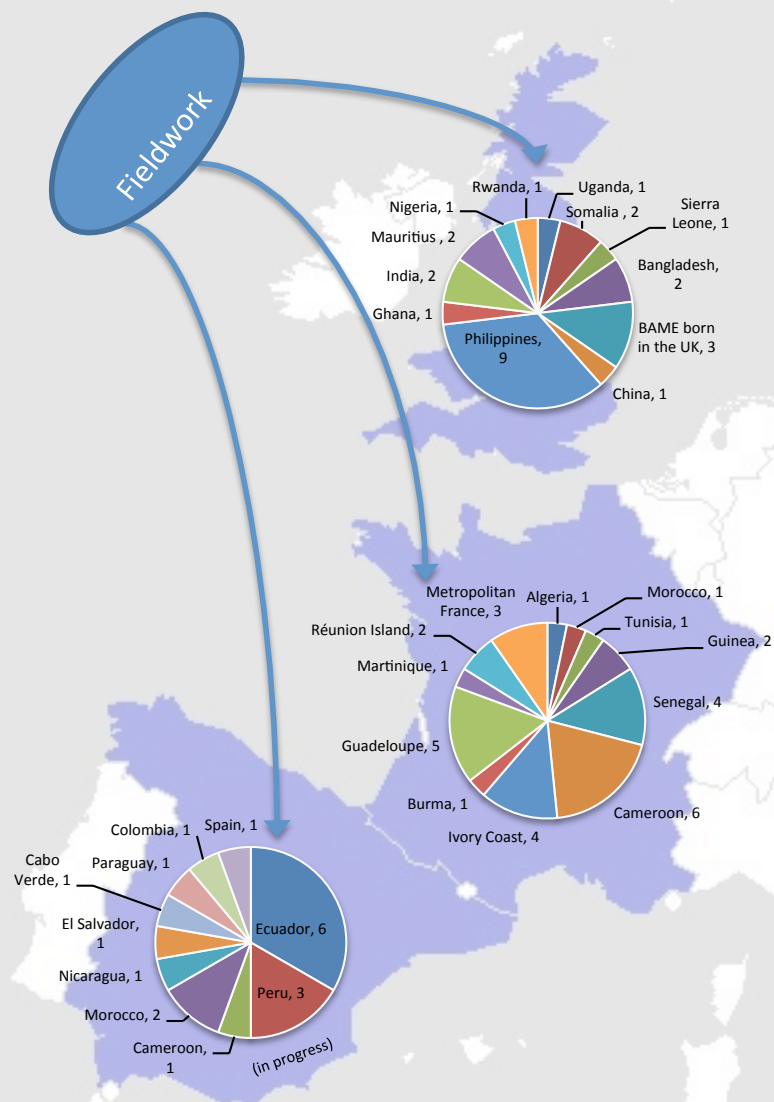 Fieldwork
Rwanda, 1
Uganda, 1
Nigeria, 1
Somalia , 2
Sierra
Leone, 1
Mauritius , 2
Bangladesh,
2
India, 2
Ghana, 1
Philippines,
9
BAME born
in the UK, 3
China, 1
Metropolitan
France, 3
Algeria, 1
Morocco, 1
Tunisia, 1
Réunion Island, 2
Guinea, 2
Martinique, 1
Senegal, 4
Guadeloupe, 5
Burma, 1
Cameroon, 6
Ivory Coast, 4
Colombia, 1
Spain, 1
Cabo
Verde, 1
Paraguay, 1
El Salvador,
1
Ecuador, 6
Nicaragua, 1
Peru, 3
Morocco, 2
Cameroon,
1
(in progress)